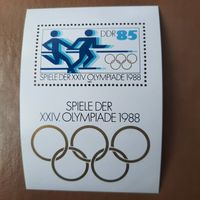 DDR 85
SPIELE DER XXIV. OLYMPIADE 1988
SPIELE DER
XXIV. OLYMPIADE 1988